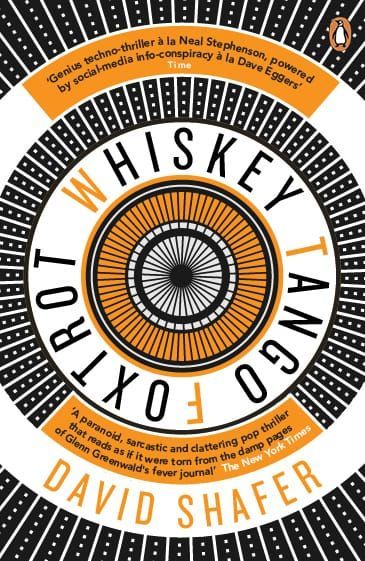 'Genius techno-thriller à la Neal Stephenson, powered
by social-media info-conspiracy à la Dave Eggers'
Time
WHISKEY TANGO FOXTROT
'A paranoid, sarcastic and clattering pop thriller
that reads as if it were torn from the damp pages
of Glenn Greenwald's fever journal' The New York Times
DAVID SHAFER